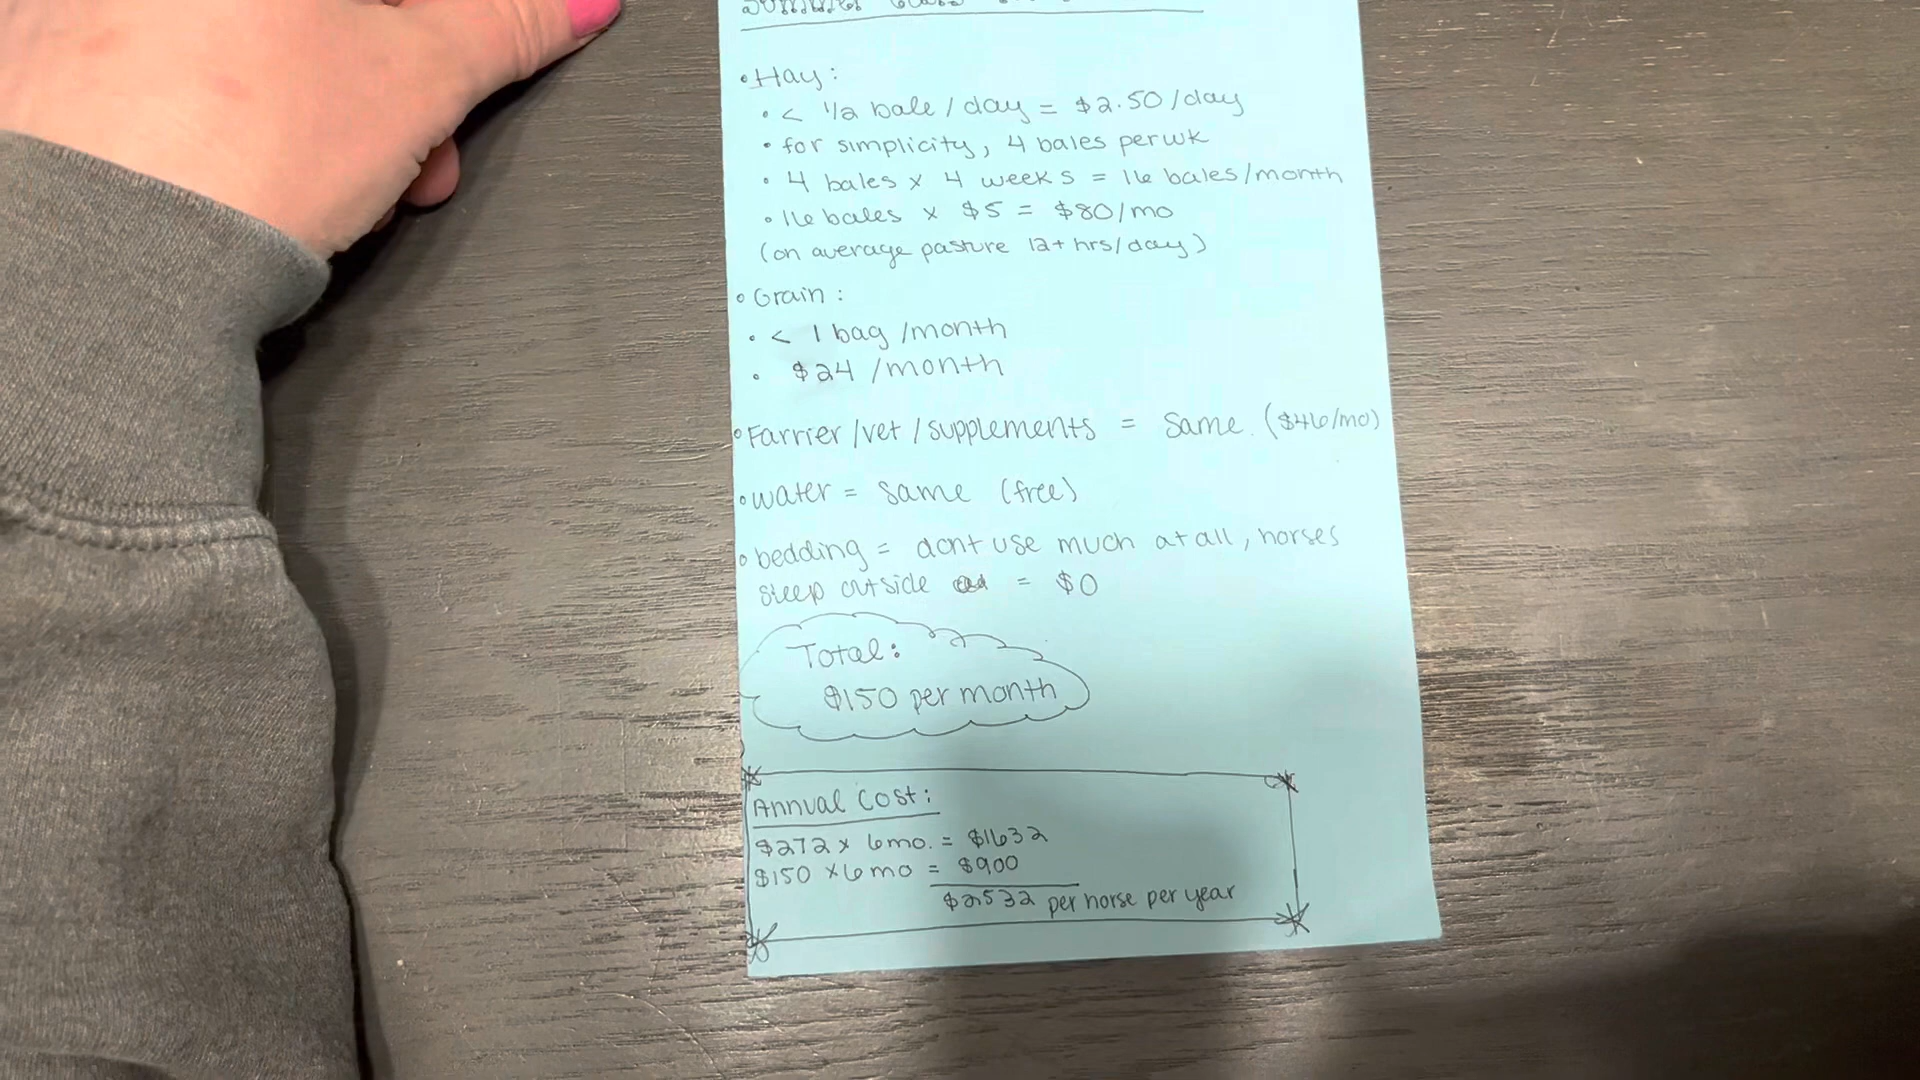 Summer
• Hay:
• < 1/2 bale / day = $2.50 /day
• for simplicity, 4 bales per wk
• 4 bales x 4 weeks = 16 bales/month
• 16 bales x $5 = $80/mo
(on average pasture 12+ hrs/day)
• Grain:
• < 1 bag /month
• $24 /month
• Farrier /vet / supplements = Same. ($46/mo)
• water = same (free)
• bedding = dont use much at all, horses
sleep outside = $0
Total:
$150 per month
Annual Cost:
$272 x 6 mo. = $1632
$150 x 6 mo = $900
$2532 per horse per year